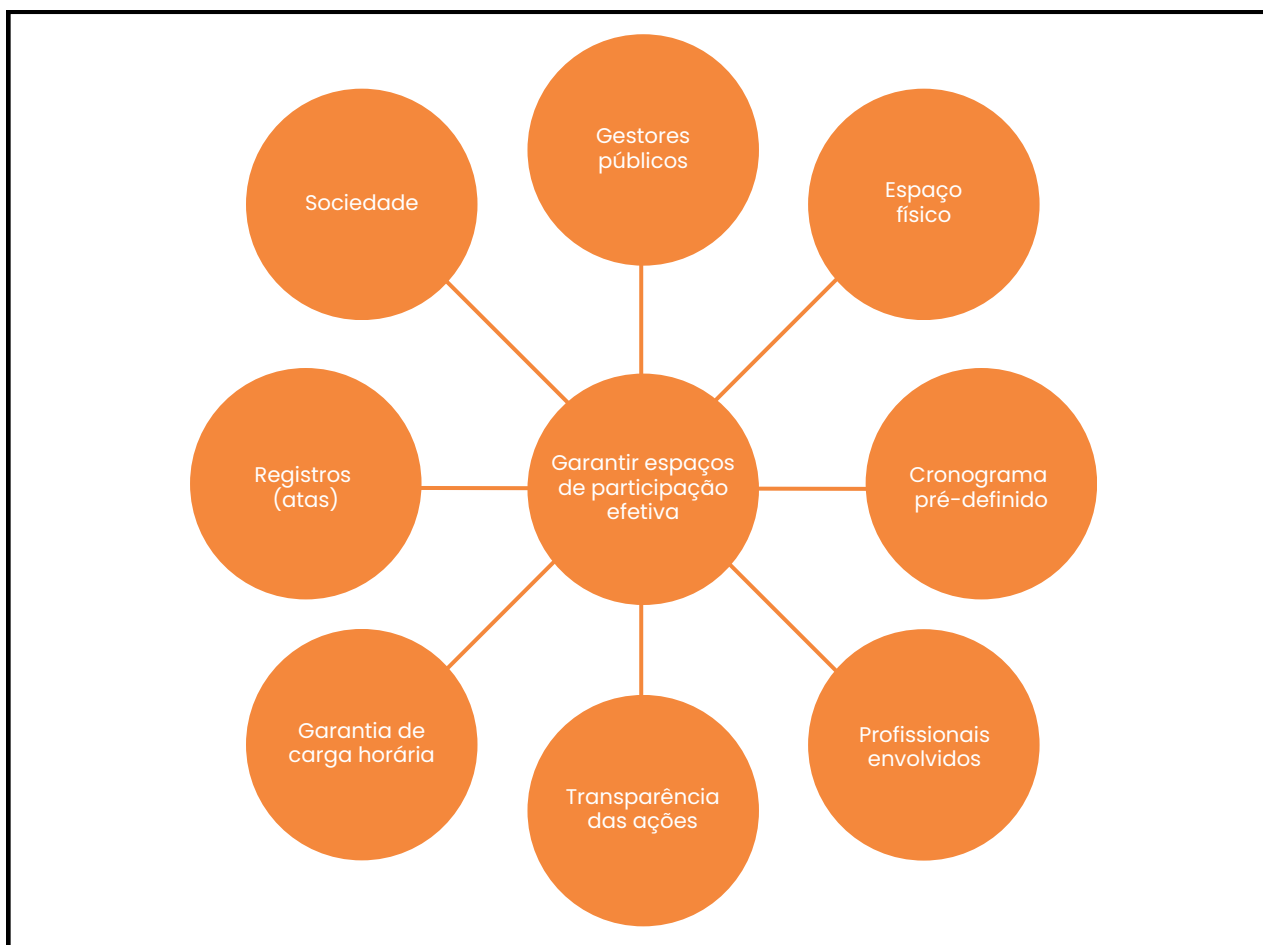 Gestores
públicos
Sociedade
Espaço
físico
Registros
(atas)
Garantir espaços
de participação
efetiva
Cronograma
pré-definido
Garantia de
carga horária
Profissionais
envolvidos
Transparência
das ações